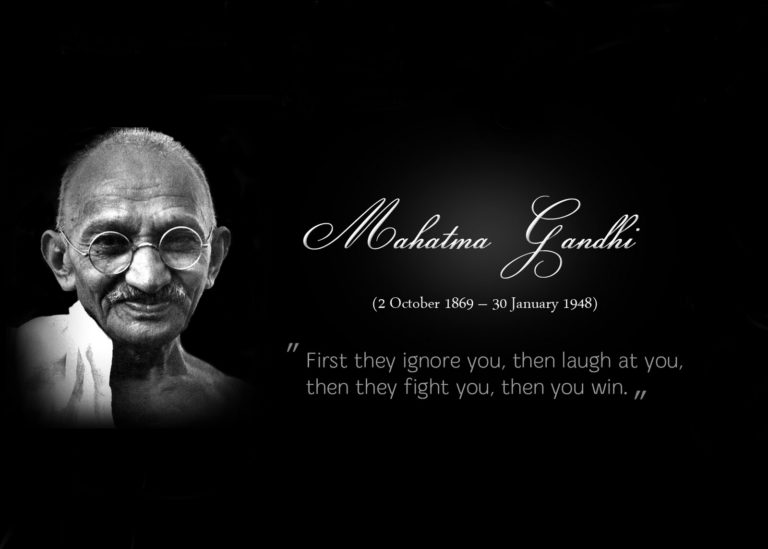 Mahatma Gandhi
(2 October 1869 – 30 January 1948)
" First they ignore you, then laugh at you,
then they fight you, then you win. "